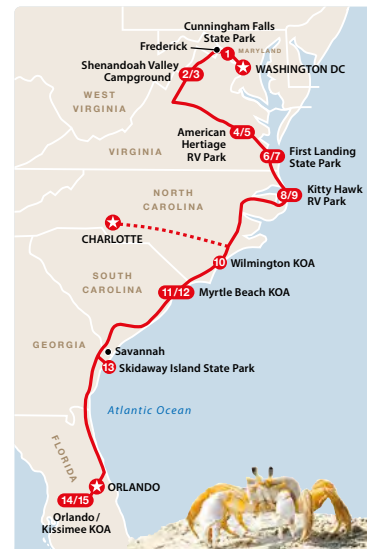 Cunningham Falls
State Park
Frederick
MARYLAND
1
WASHINGTON DC
Shenandoah Valley
Campground
2/3
WEST
VIRGINIA
American
Hertiage
RV Park
4/5
VIRGINIA
6/7
First Landing
State Park
8/9
Kitty Hawk
RV Park
NORTH
CAROLINA
CHARLOTTE
10
Wilmington KOA
SOUTH
CAROLINA
11/12
Myrtle Beach KOA
GEORGIA
Savannah
13
Skidaway Island State Park
Atlantic Ocean
FLORIDA
ORLANDO
14/15
Orlando/
Kissimee KOA